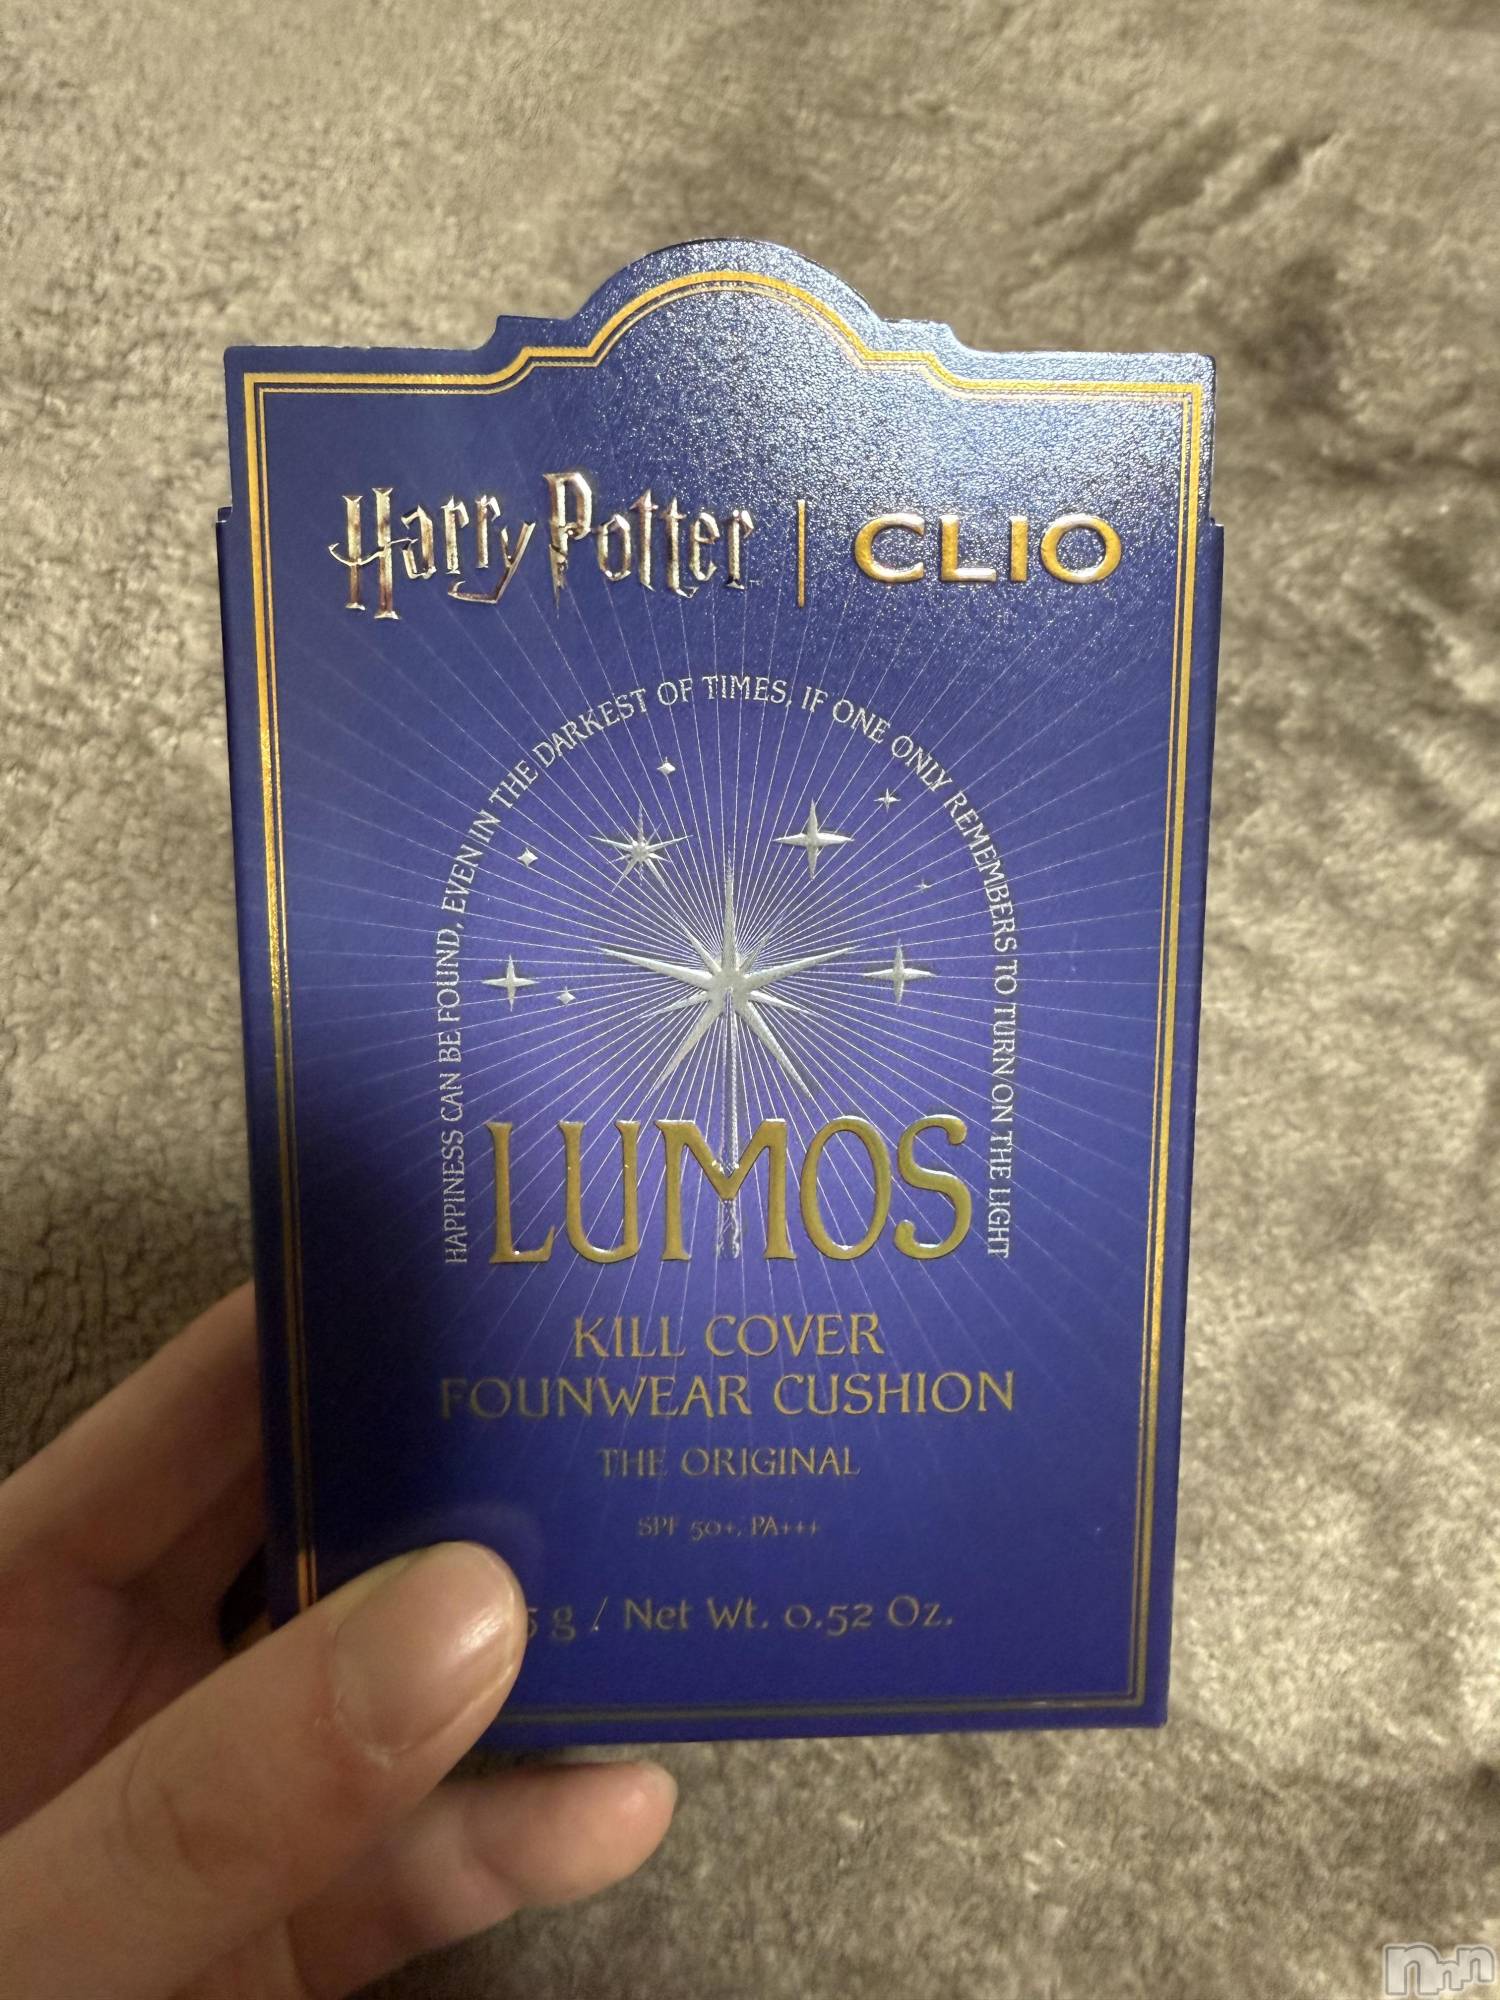 Harry Potter | CLIO
HAPPINESS CAN BE FOUND, EVEN IN THE DARKEST OF TIMES, IF ONE ONLY REMEMBERS TO TURN ON THE LIGHT
LUMOS
KILL COVER
FOUNWEAR CUSHION
THE ORIGINAL
SPF 50+, PA+++
5 g / Net Wt. 0.52 Oz.